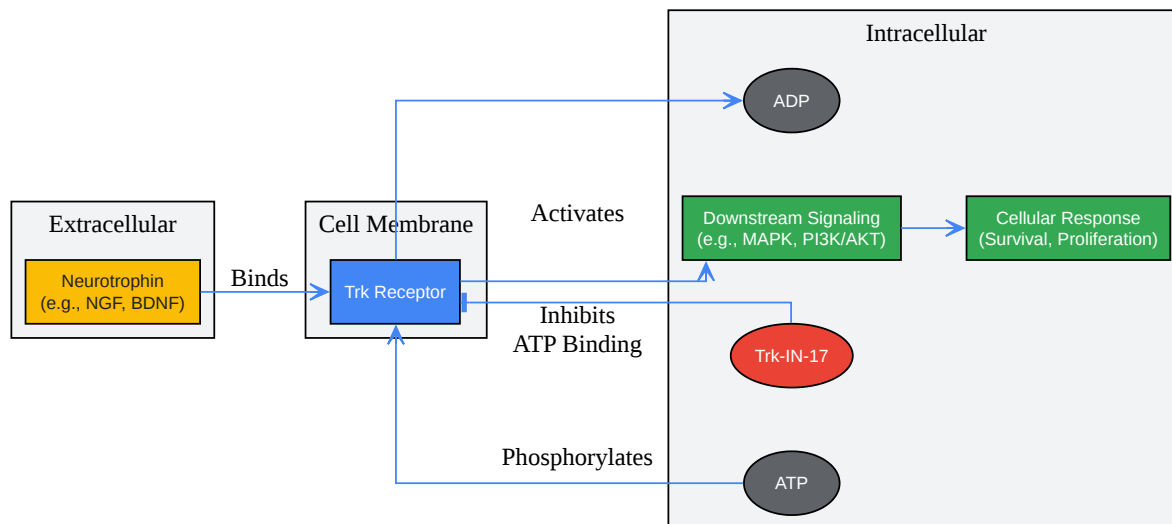 Intracellular
ADP
Extracellular
Neurotrophin
(e.g., NGF, BDNF)
Binds
Cell Membrane
Trk Receptor
Activates
Downstream Signaling
(e.g., MAPK, PI3K/AKT)
Cellular Response
(Survival, Proliferation)
Inhibits
ATP Binding
Trk-IN-17
Phosphorylates
ATP